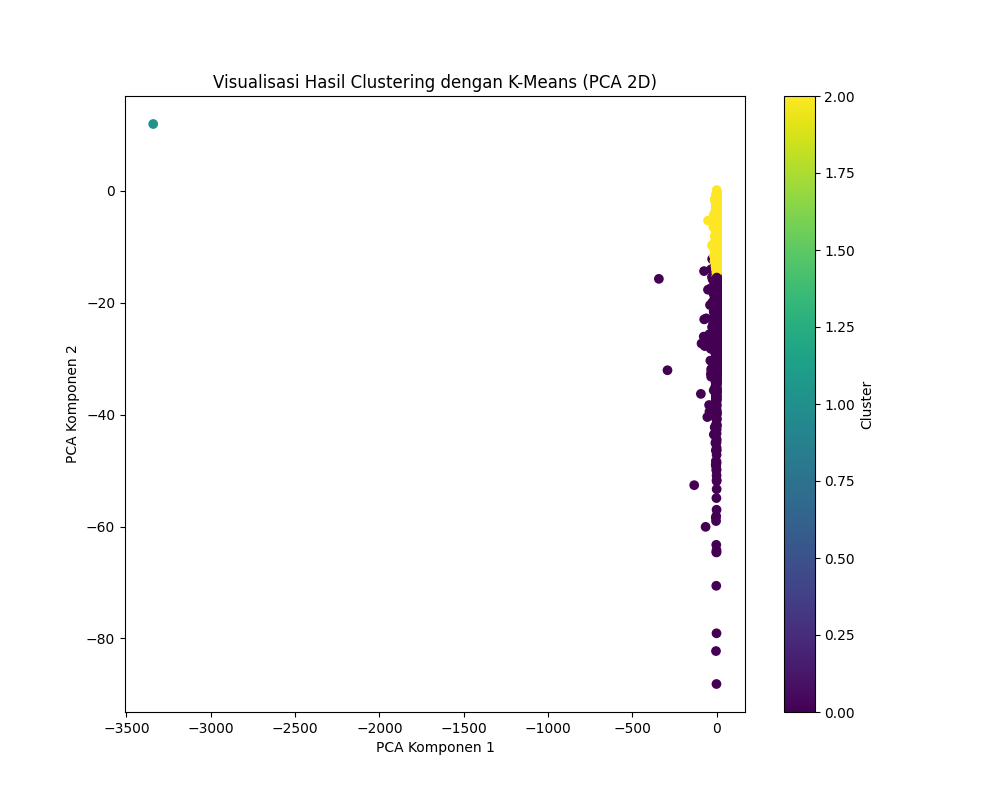 Visualisasi Hasil Clustering dengan K-Means (PCA 2D)
PCA Komponen 2
0
−20
−40
−60
−80
−3500 −3000 −2500 −2000 −1500 −1000 −500 0
PCA Komponen 1
2.00
1.75
1.50
1.25
1.00
0.75
0.50
0.25
0.00
Cluster